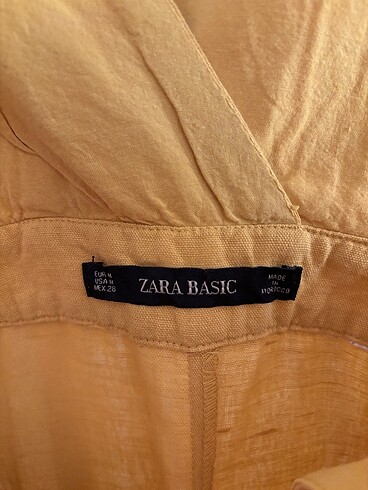 EUR M
USA M
MEX 28
ZARA BASIC
MADE
IN
MOROCCO